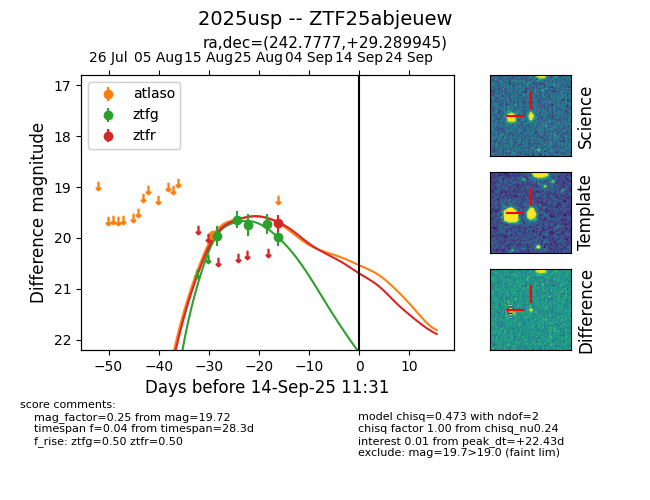 2025usp -- ZTF25abjeuew
ra,dec=(242.7777,+29.289945)
26 Jul 05 Aug 15 Aug 25 Aug 04 Sep 14 Sep 24 Sep
17
18
19
20
21
22
Difference magnitude
atlaso
ztfg
ztfr
−50 −40 −30 −20 −10 0 10
Days before 14-Sep-25 11:31
Science
Template
Difference
score comments:
mag_factor=0.25 from mag=19.72
timespan f=0.04 from timespan=28.3d
f_rise: ztfg=0.50 ztfr=0.50
model chisq=0.473 with ndof=2
chisq factor 1.00 from chisq_nu0.24
interest 0.01 from peak_dt=+22.43d
exclude: mag=19.7>19.0 (faint lim)